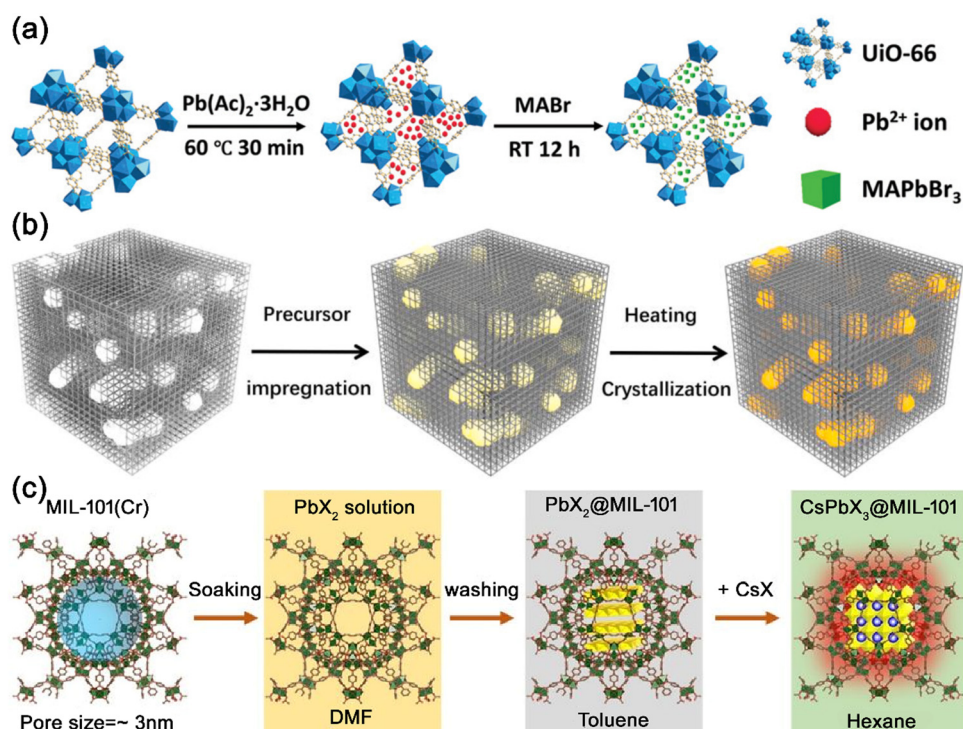 (a)
Pb(Ac)₂·3H₂O
60 ℃ 30 min
MABr
RT 12 h
UiO-66
Pb²⁺ ion
MAPbBr₃
(b)
Precursor
impregnation
Heating
Crystallization
(c)
MIL-101(Cr)
Pore size=~ 3nm
Soaking
PbX₂ solution
DMF
washing
PbX₂@MIL-101
Toluene
+ CsX
CsPbX₃@MIL-101
Hexane